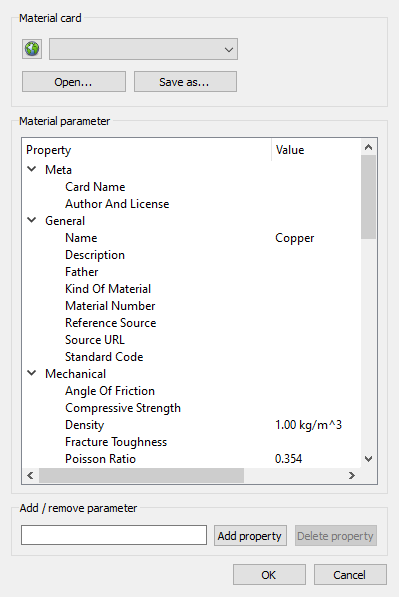 Material card
Open...
Save as...
Material parameter
Property Value
Meta
Card Name
Author And License
General
Name Copper
Description
Father
Kind Of Material
Material Number
Reference Source
Source URL
Standard Code
Mechanical
Angle Of Friction
Compressive Strength
Density 1.00 kg/m^3
Fracture Toughness
Poisson Ratio 0.354
Add / remove parameter
Add property Delete property
OK Cancel